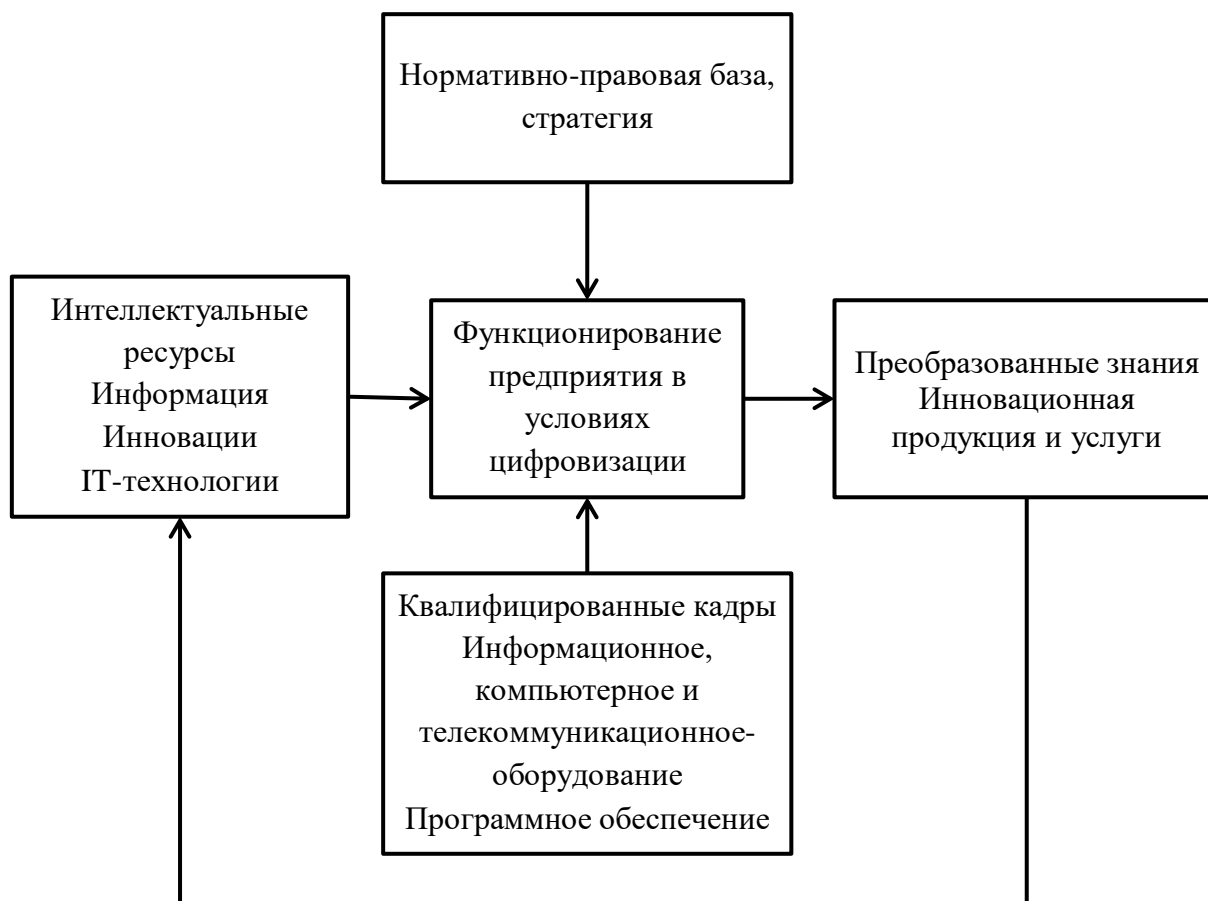 Нормативно-правовая база,
стратегия
Интеллектуальные
ресурсы
Информация
Инновации
IT-технологии
Функционирование
предприятия в
условиях
цифровизации
Преобразованные знания
Инновационная
продукция и услуги
Квалифицированные кадры
Информационное,
компьютерное и
телекоммуникационное-
оборудование
Программное обеспечение